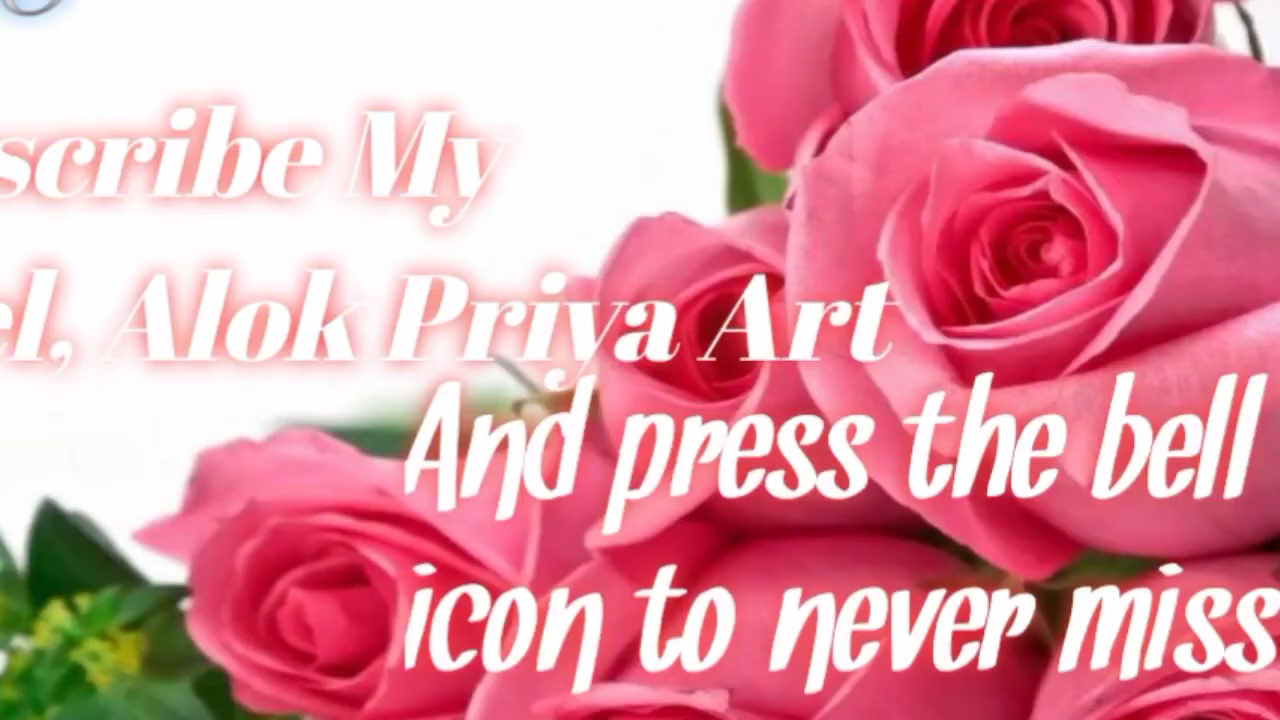 scribe My
el, Alok Priya Art
And press the bell
icon to never miss